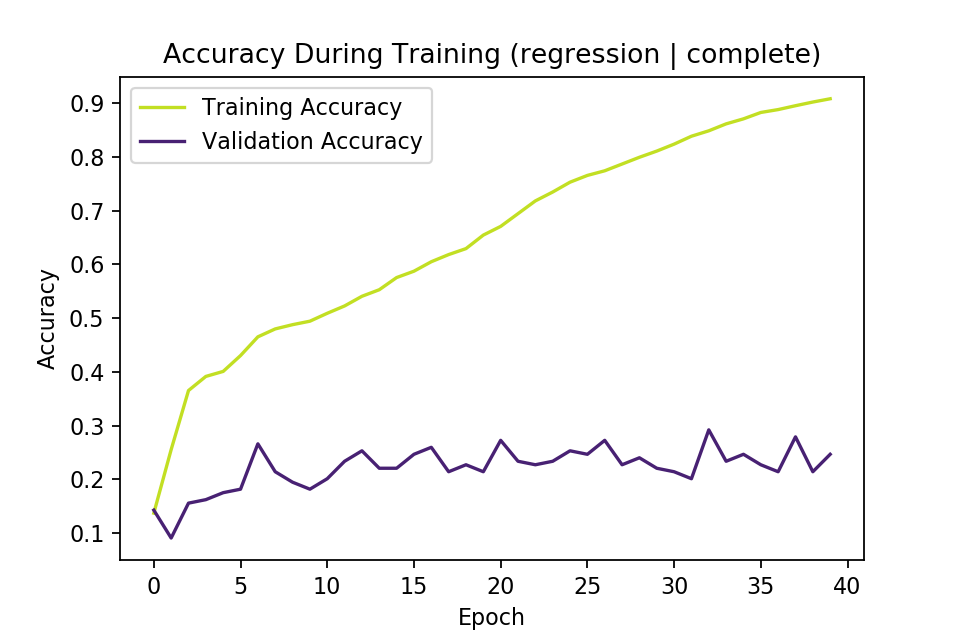 Accuracy During Training (regression | complete)
Training Accuracy
Validation Accuracy
0.9
0.8
0.7
0.6
0.5
0.4
0.3
0.2
0.1
Accuracy
0 5 10 15 20 25 30 35 40
Epoch